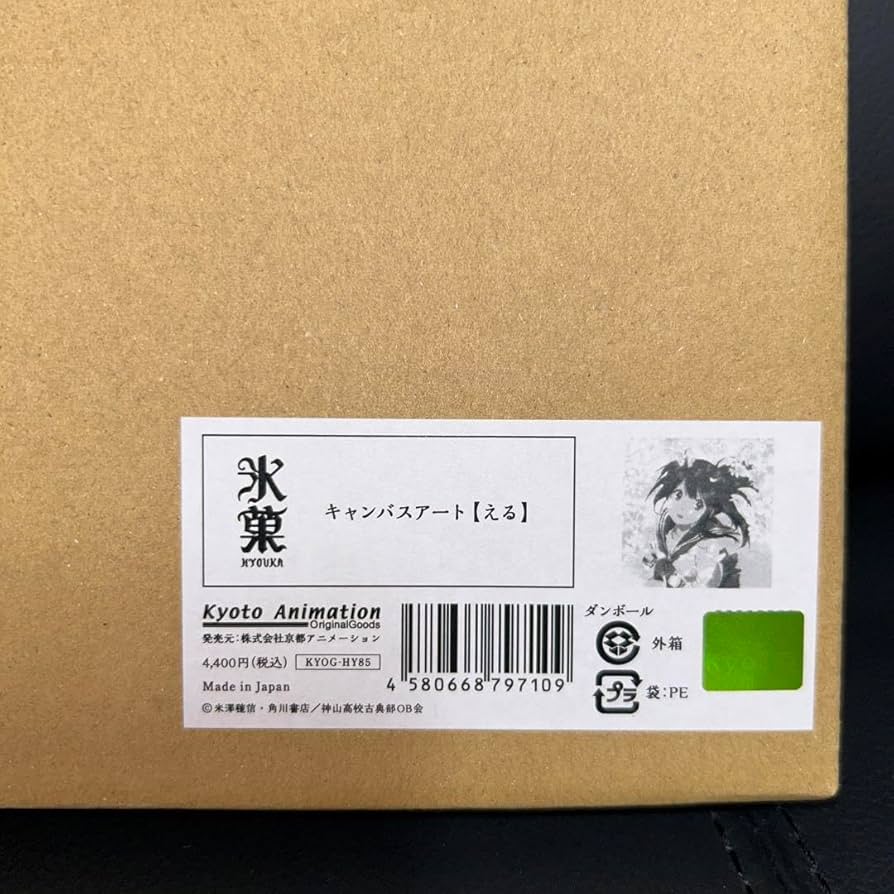 氷菓
HYOUKA
キャンバスアート【える】
Kyoto Animation
OriginalGoods
発売元:株式会社京都アニメーション
4,400円(税込)
KYOG-HY85
Made in Japan
©米澤穂信・角川書店/神山高校古典部OB会
4 580668 797109
ダンボール
外箱
プラ
袋:PE